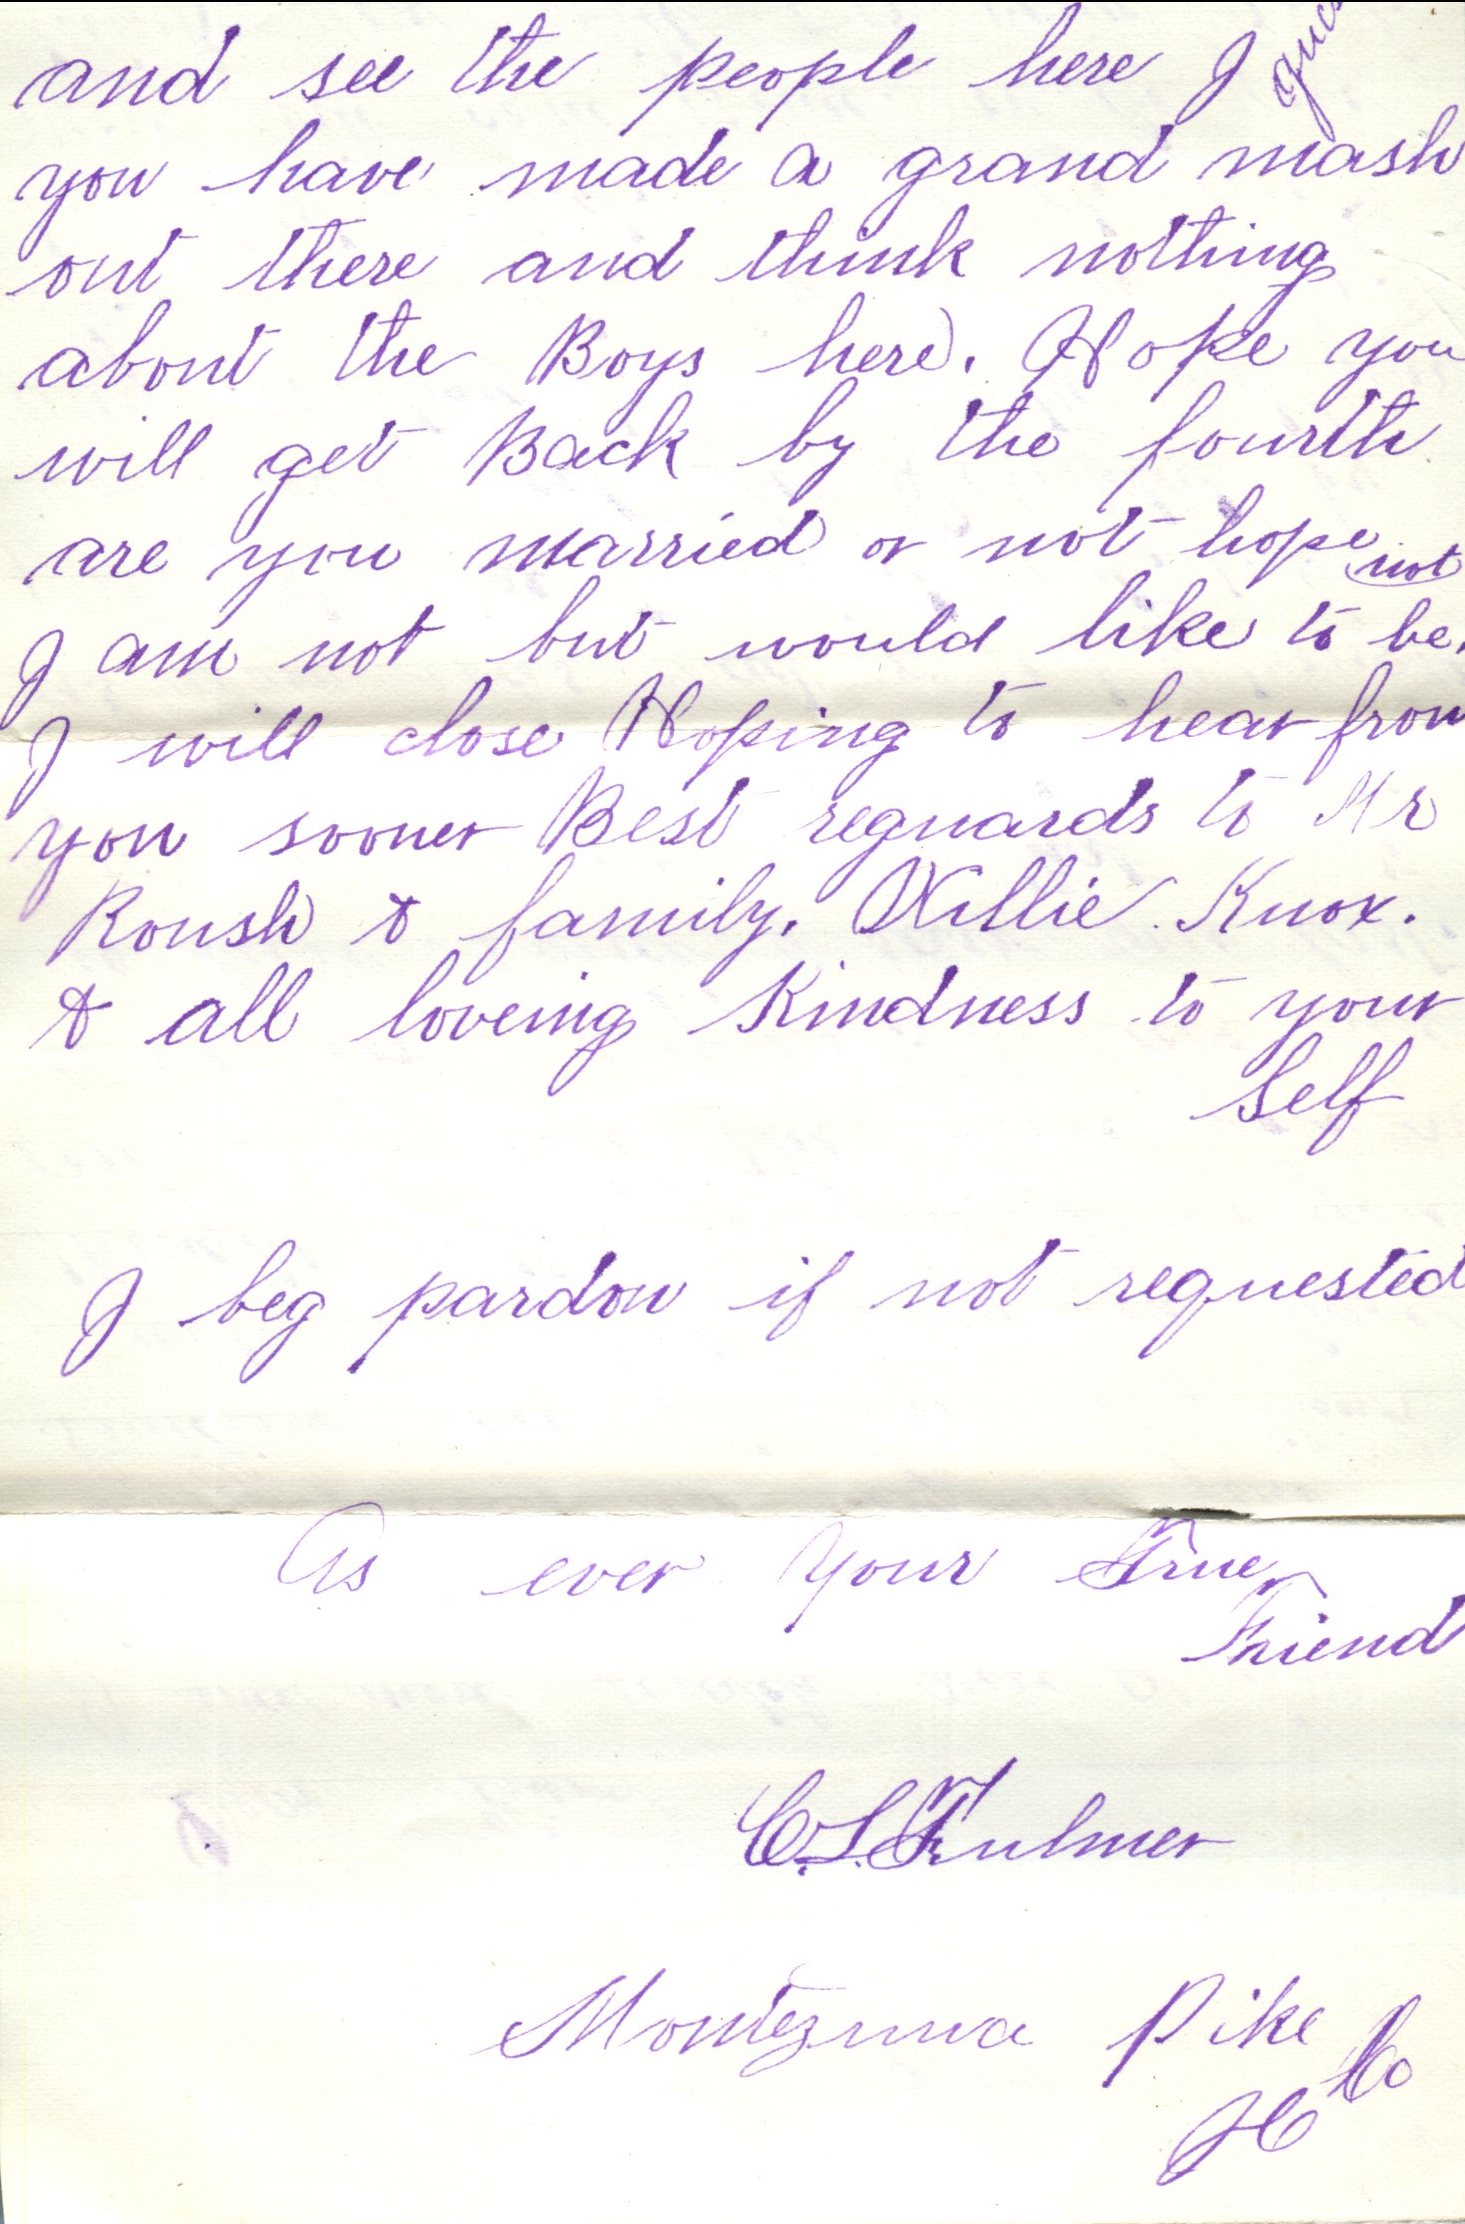 and see the people here I
you have made a grand mash
out there and think nothing
about the Boys here. Hope you
will get Back by the fourth
are you married or not hope not
I am not but would like to be.
I will close Hoping to hear from
you sooner Best reguards to Mr
Roush & family. Willie Knox.
& all loveing Kindness to your
Self
I beg pardon if not requested
As ever your True
Friend
C. S. Fulmer
Montezuma Pike Co